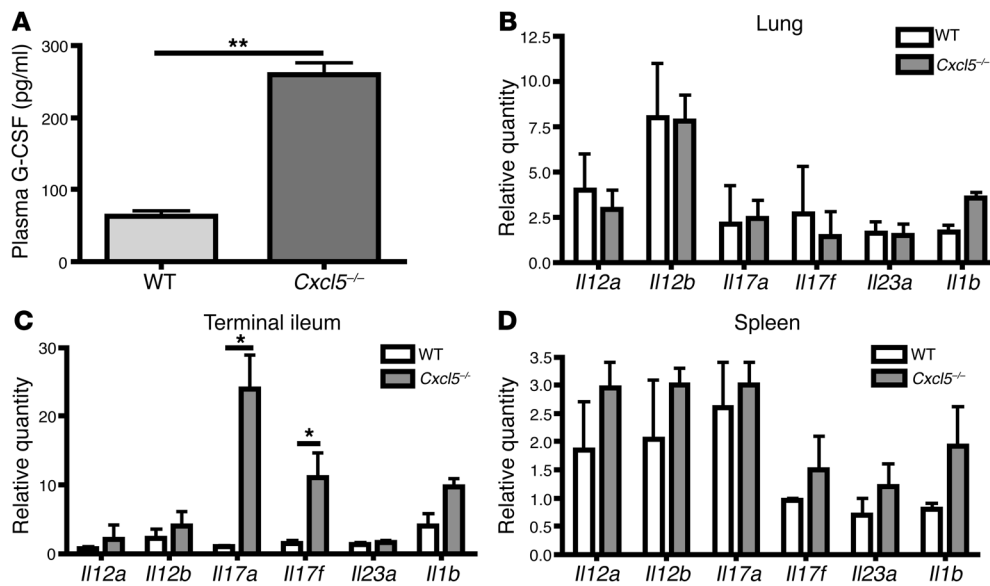 A
Plasma G-CSF (pg/ml)
300
200
100
0
**
WT
Cxcl5–/–
B
Lung
WT
Cxcl5–/–
Relative quantity
12.5
10.0
7.5
5.0
2.5
0.0
Il12a Il12b Il17a Il17f Il23a Il1b
C
Terminal ileum
WT
Cxcl5–/–
Relative quantity
30
20
10
0
*
*
Il12a Il12b Il17a Il17f Il23a Il1b
D
Spleen
WT
Cxcl5–/–
Relative quantity
3.5
3.0
2.5
2.0
1.5
1.0
0.5
0.0
Il12a Il12b Il17a Il17f Il23a Il1b